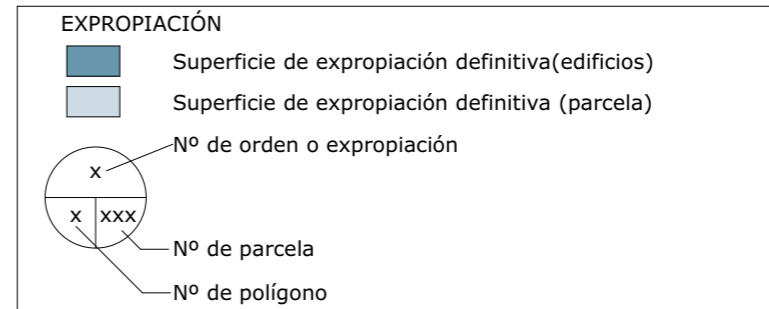 EXPROPIACIÓN
Superficie de expropiación definitiva(edificios)
Superficie de expropiación definitiva (parcela)
Nº de orden o expropiación
x
x xxx
Nº de parcela
Nº de polígono